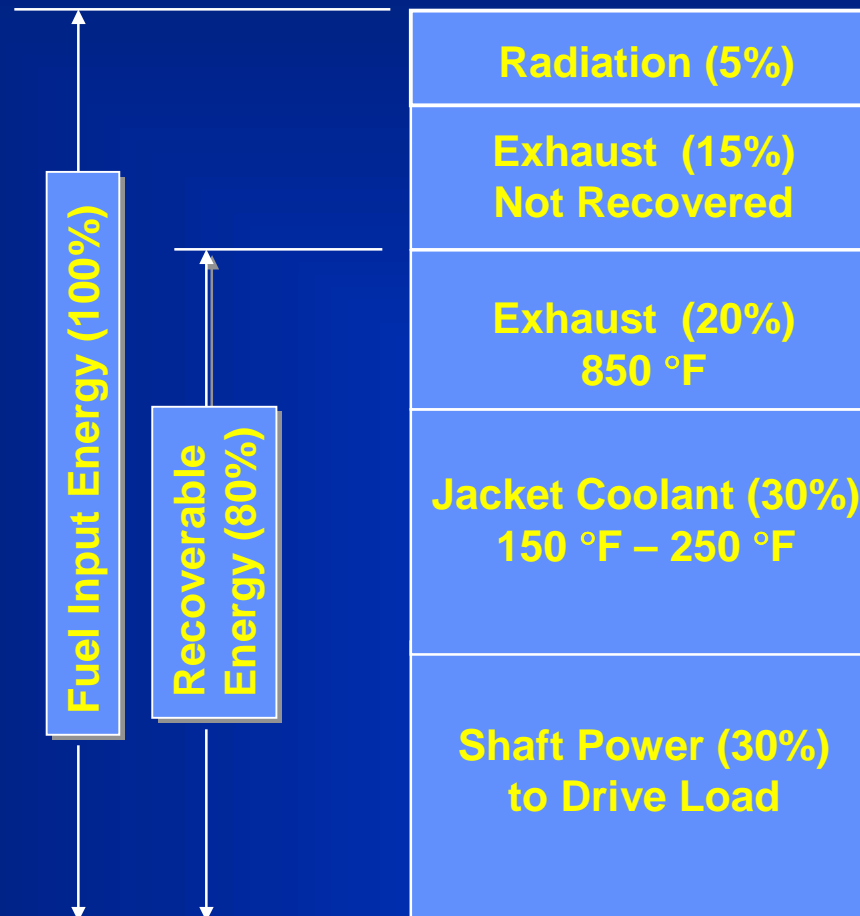 Fuel Input Energy (100%)
Recoverable
Energy (80%)
Radiation (5%)
Exhaust  (15%)
Not Recovered
Exhaust  (20%)
850 °F
Jacket Coolant (30%)
150 °F – 250 °F
Shaft Power (30%)
to Drive Load